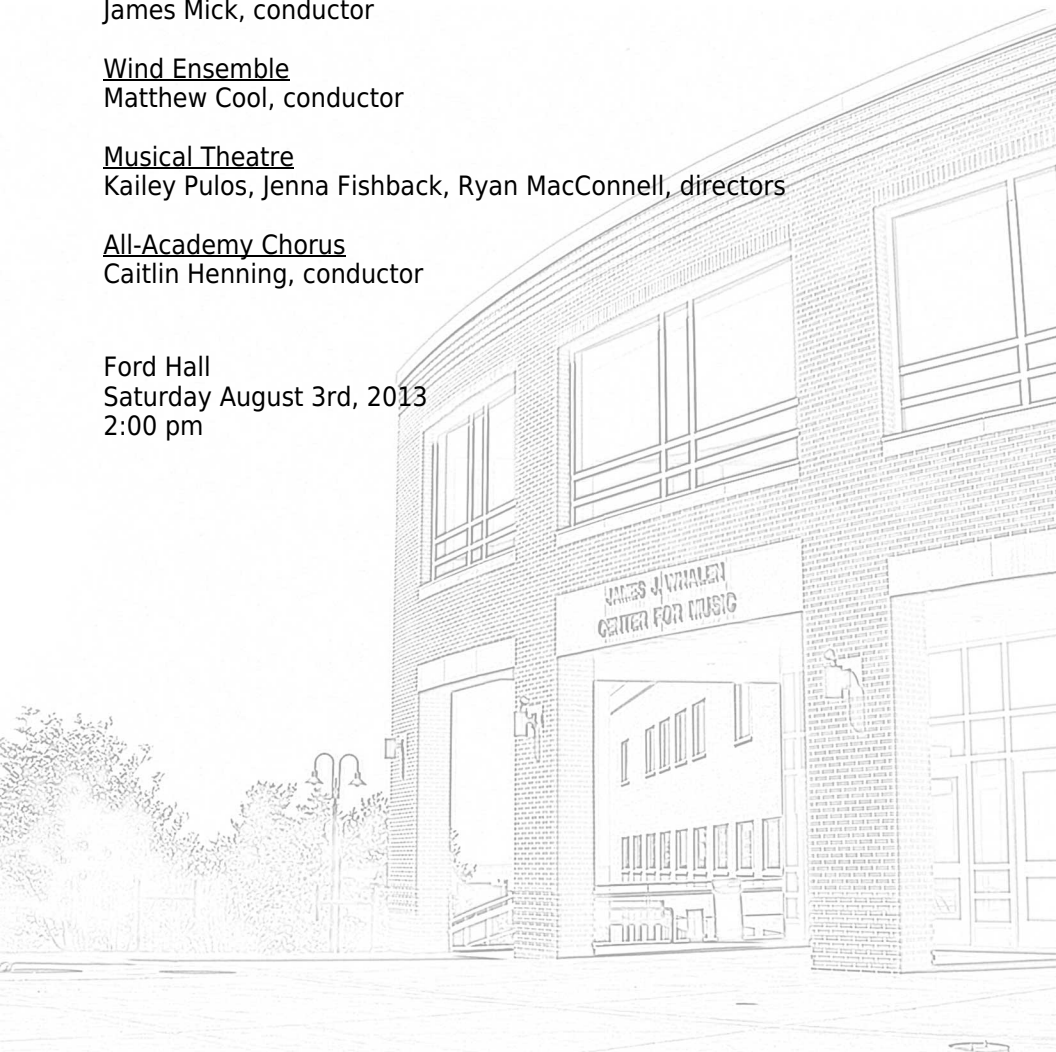 James Mick, conductor
Wind Ensemble
Matthew Cool, conductor
Musical Theatre
Kailey Pulos, Jenna Fishback, Ryan MacConnell, directors
All-Academy Chorus
Caitlin Henning, conductor
Ford Hall
Saturday August 3rd, 2013
2:00 pm
JAMES J. WHALEN
CENTER FOR MUSIC